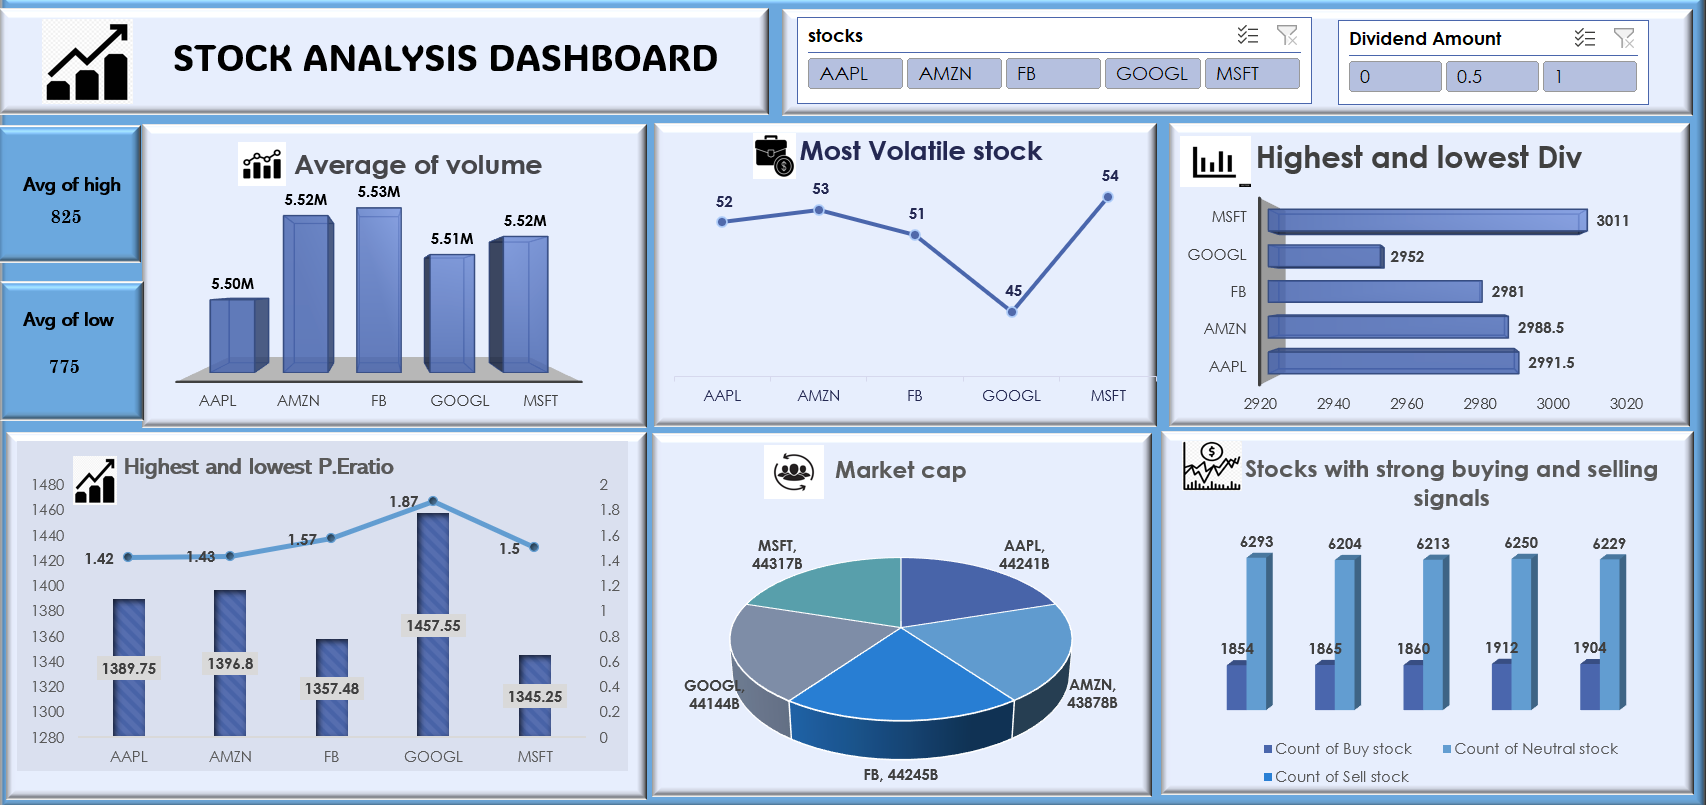 STOCK ANALYSIS DASHBOARD
stocks
AAPL AMZN FB GOOGL MSFT
Dividend Amount
0 0.5 1
Avg of high
825
Avg of low
775
Average of volume
5.50M 5.52M 5.53M 5.51M 5.52M
AAPL AMZN FB GOOGL MSFT
Most Volatile stock
52 53 51 45 54
AAPL AMZN FB GOOGL MSFT
Highest and lowest Div
MSFT 3011
GOOGL 2952
FB 2981
AMZN 2988.5
AAPL 2991.5
2920 2940 2960 2980 3000 3020
Highest and lowest P.Eratio
1480 2
1460 1.8
1440 1.6
1420 1.4
1400 1.2
1380 1
1360 0.8
1340 0.6
1320 0.4
1300 0.2
1280 0
1.42 1.43 1.57 1.87 1.5
1389.75 1396.8 1357.48 1457.55 1345.25
AAPL AMZN FB GOOGL MSFT
Market cap
MSFT,
44317B
AAPL,
44241B
GOOGL,
44144B
AMZN,
43878B
FB, 44245B
Stocks with strong buying and selling
signals
6293 6204 6213 6250 6229
1854 1865 1860 1912 1904
Count of Buy stock Count of Neutral stock
Count of Sell stock